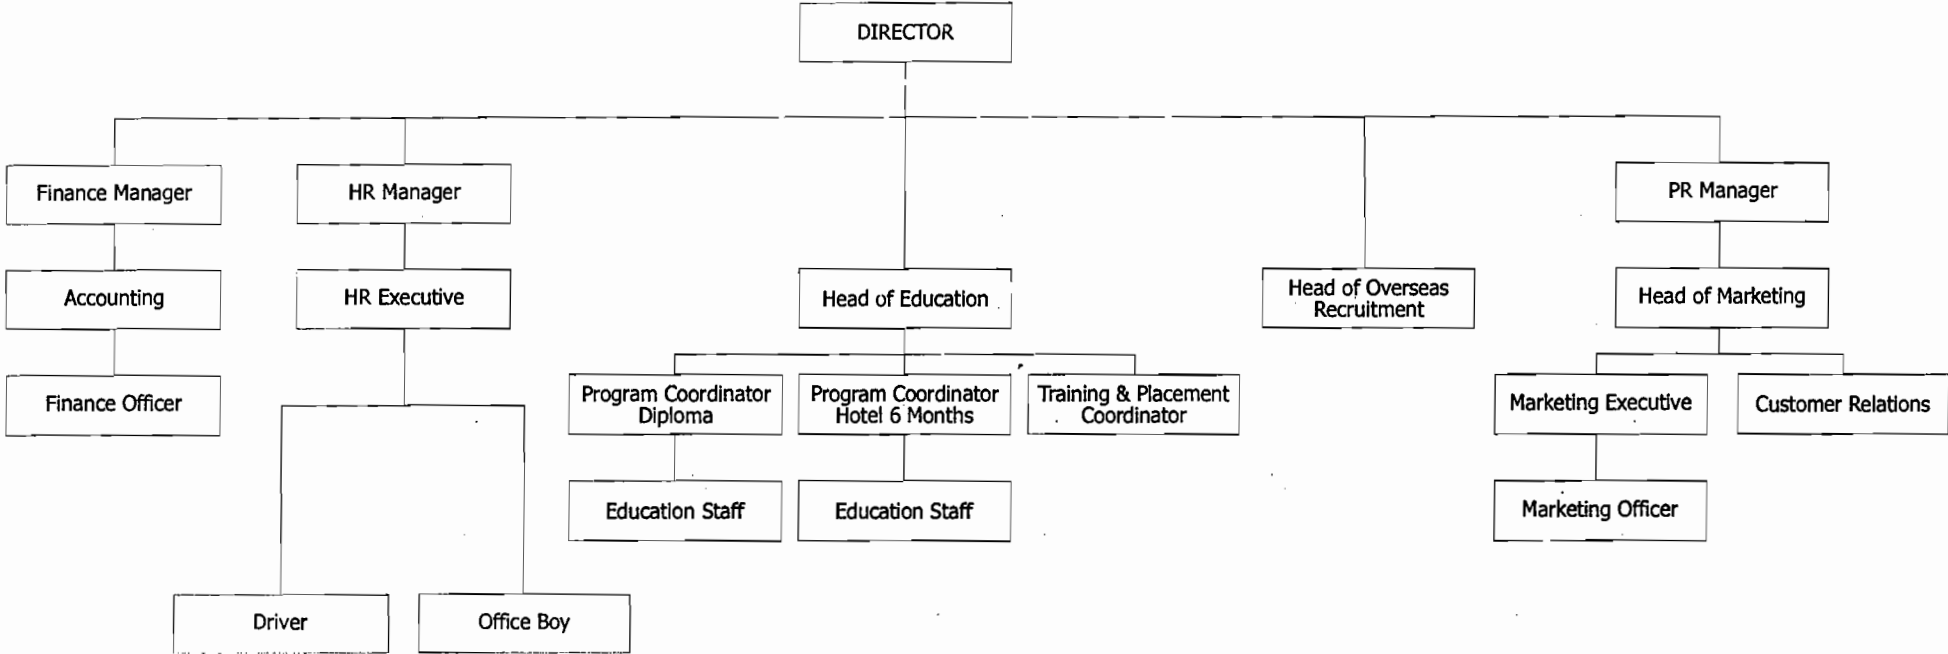 DIRECTOR
Finance Manager
HR Manager
PR Manager
Accounting
HR Executive
Head of Education
Head of Overseas
Recruitment
Head of Marketing
Finance Officer
Program Coordinator
Diploma
Program Coordinator
Hotel 6 Months
Training & Placement
Coordinator
Marketing Executive
Customer Relations
Education Staff
Education Staff
Marketing Officer
Driver
Office Boy